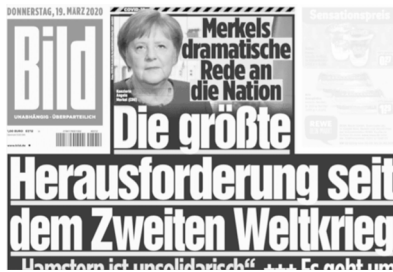 DONNERSTAG, 19. MÄRZ 2020
Bild
UNABHÄNGIG · ÜBERPARTEILICH
Merkels
dramatische
Rede an
die Nation
Sensationspreis
Die größte
Herausforderung seit
dem Zweiten Weltkrieg
„Hamstern ist unsolidarisch“ +++ Es geht um